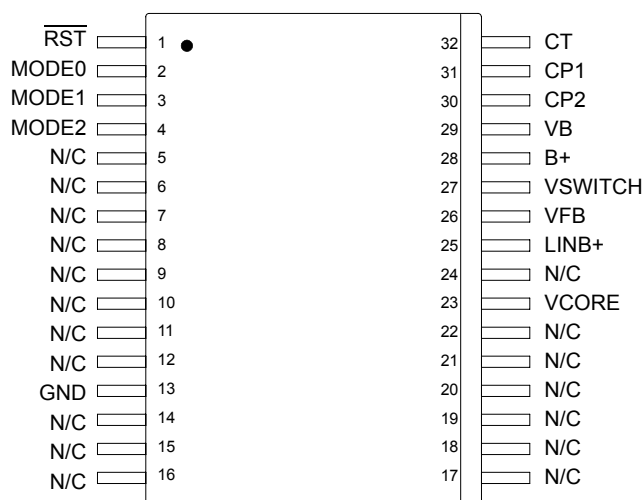 R̅S̅T̅ 1 32 CT
MODE0 2 31 CP1
MODE1 3 30 CP2
MODE2 4 29 VB
N/C 5 28 B+
N/C 6 27 VSWITCH
N/C 7 26 VFB
N/C 8 25 LINB+
N/C 9 24 N/C
N/C 10 23 VCORE
N/C 11 22 N/C
N/C 12 21 N/C
GND 13 20 N/C
N/C 14 19 N/C
N/C 15 18 N/C
N/C 16 17 N/C